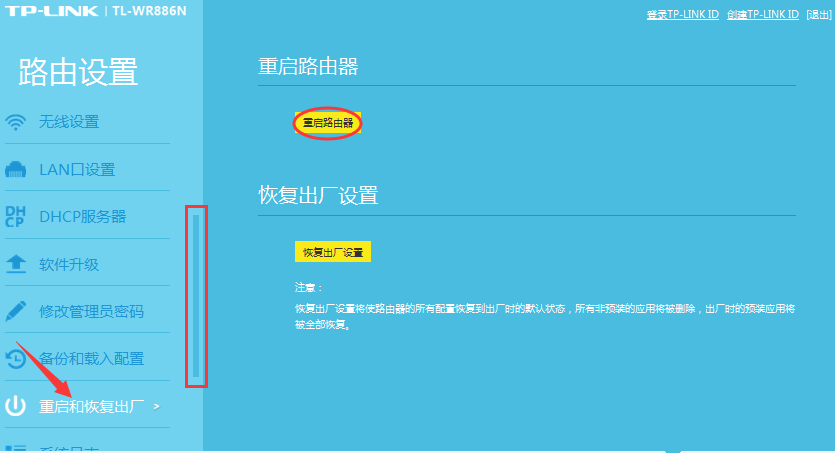 TP-LINK | TL-WR886N
登录TP-LINK ID 创建TP-LINK ID [退出]
路由设置
无线设置
LAN口设置
DHCP
DHCP服务器
软件升级
修改管理员密码
备份和载入配置
重启和恢复出厂 >
系统日志
重启路由器
重启路由器
恢复出厂设置
恢复出厂设置
注意：
恢复出厂设置将使路由器的所有配置恢复到出厂时的默认状态，所有非预装的应用将被删除，出厂时的预装应用将
被全部恢复。